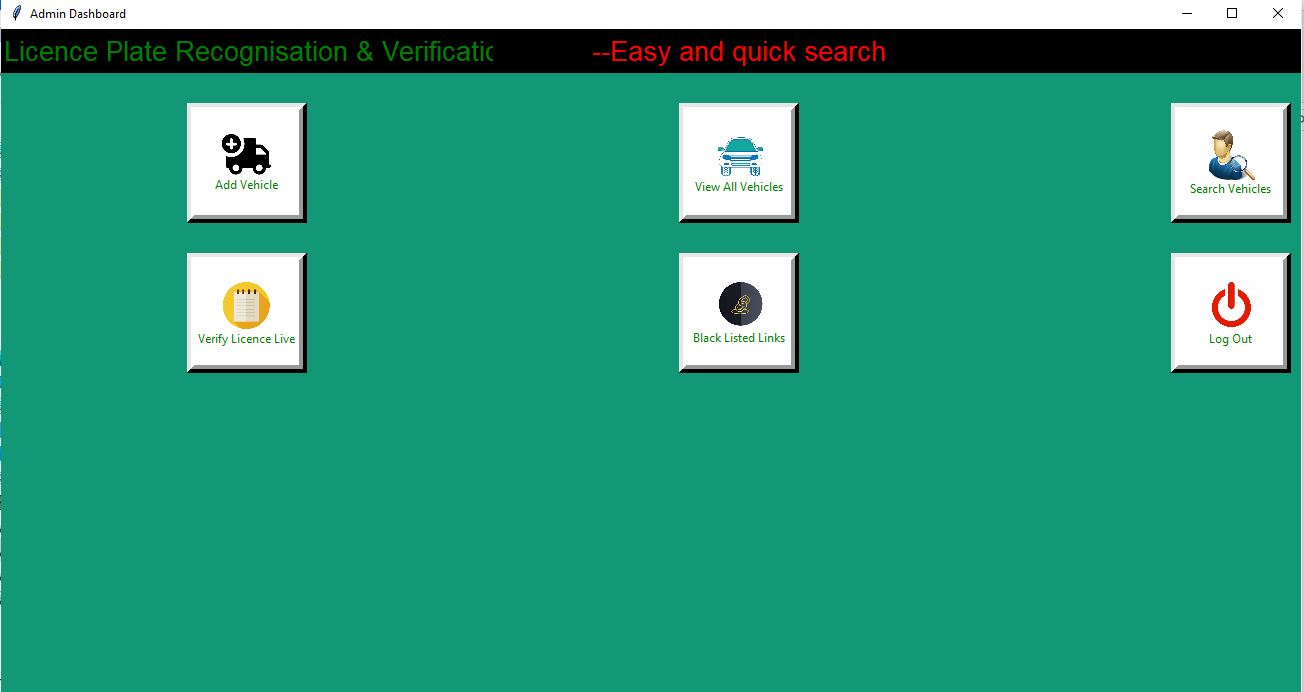 Admin Dashboard
Licence Plate Recognisation & Verificatio
--Easy and quick search
Add Vehicle
View All Vehicles
Search Vehicles
Verify Licence Live
Black Listed Links
Log Out